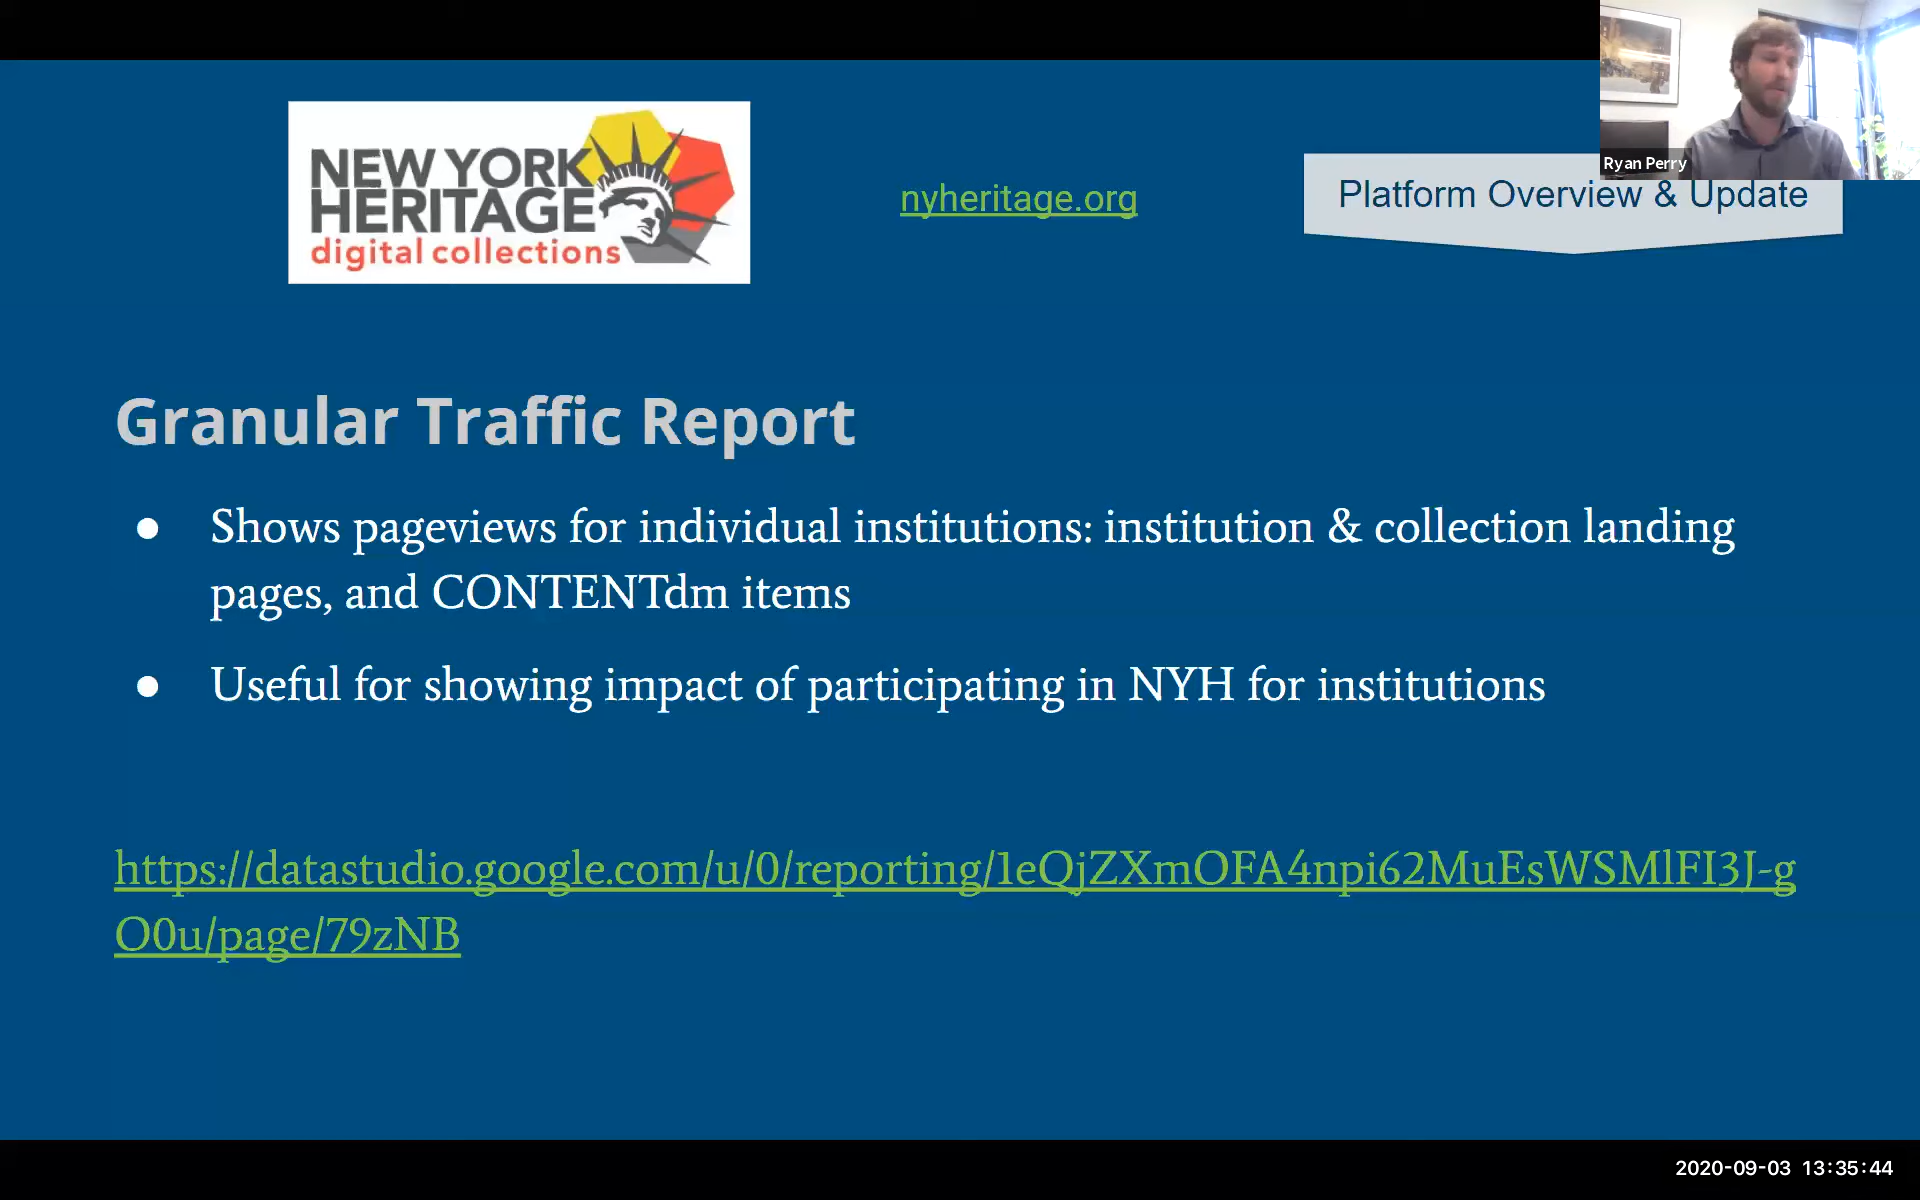 NEW YORK
HERITAGE
digital collections
nyheritage.org
Ryan Perry
Platform Overview & Update
Granular Traffic Report
● Shows pageviews for individual institutions: institution & collection landing
pages, and CONTENTdm items
● Useful for showing impact of participating in NYH for institutions
https://datastudio.google.com/u/0/reporting/1eQjZXmOFA4npi62MuEsWSMlFI3J-g
O0u/page/79zNB
2020-09-03 13:35:44